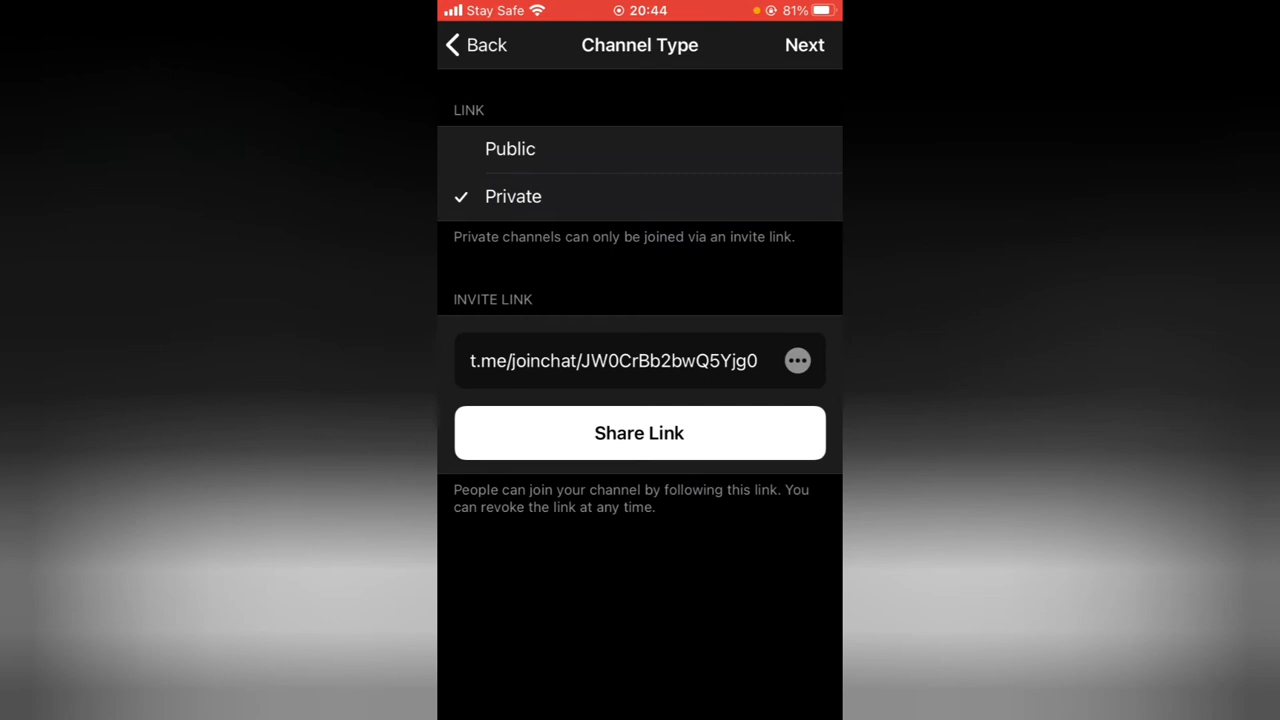 Stay Safe 20:44 81%
Back Channel Type Next
LINK
Public
Private
Private channels can only be joined via an invite link.
INVITE LINK
t.me/joinchat/JW0CrBb2bwQ5Yjg0
Share Link
People can join your channel by following this link. You
can revoke the link at any time.